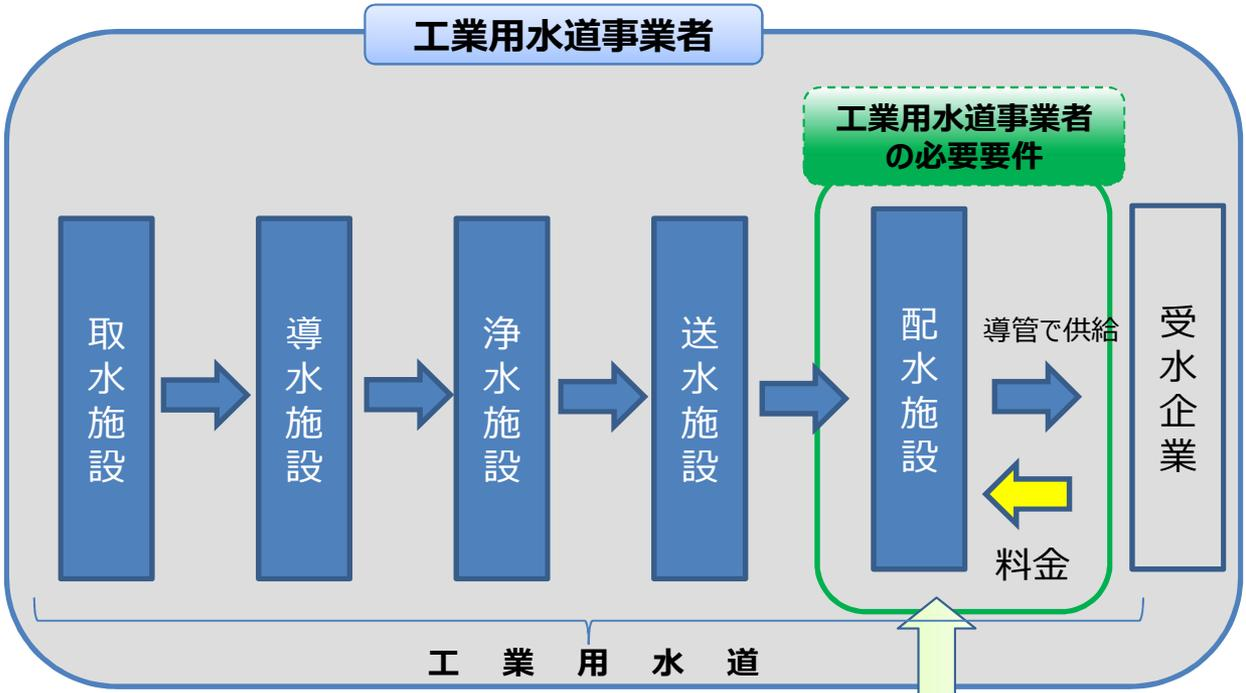 工業用水道事業者
工業用水道事業者
の必要要件
取水施設
導水施設
浄水施設
送水施設
配水施設
導管で供給
料金
受水企業
工業用水道